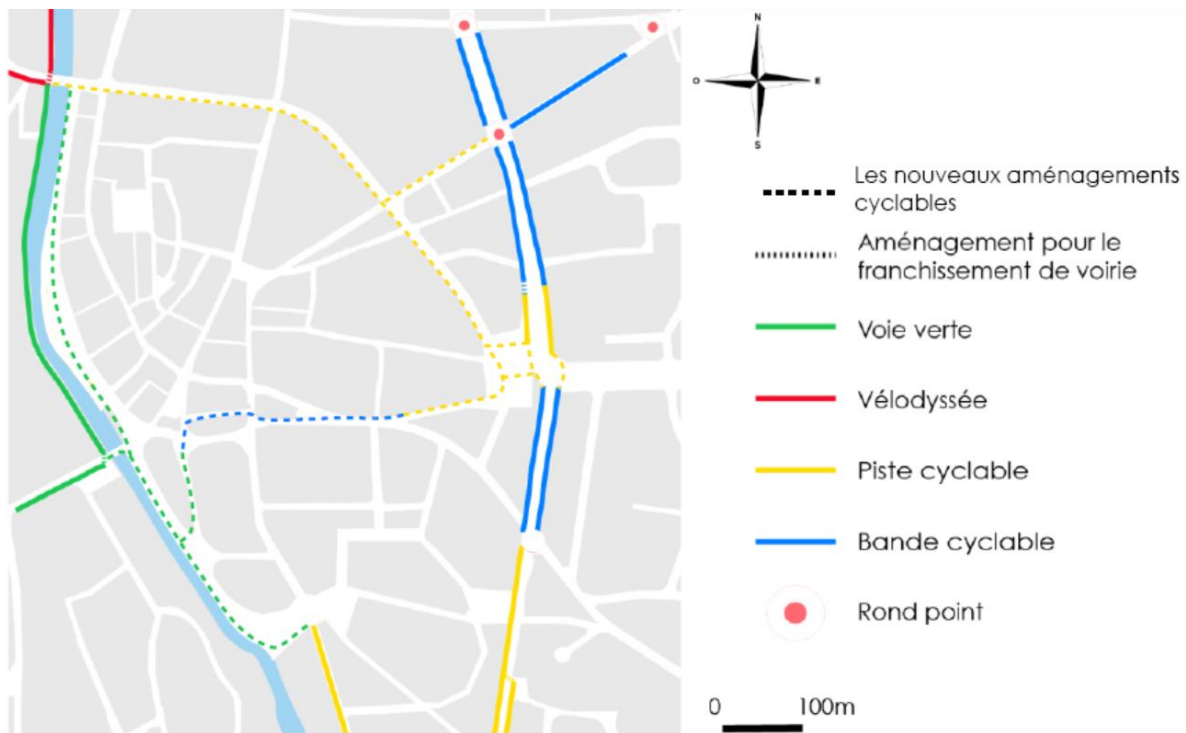 N
O
E
S
Les nouveaux aménagements
cyclables
Aménagement pour le
franchissement de voirie
Voie verte
Vélodyssée
Piste cyclable
Bande cyclable
Rond point
0 100m